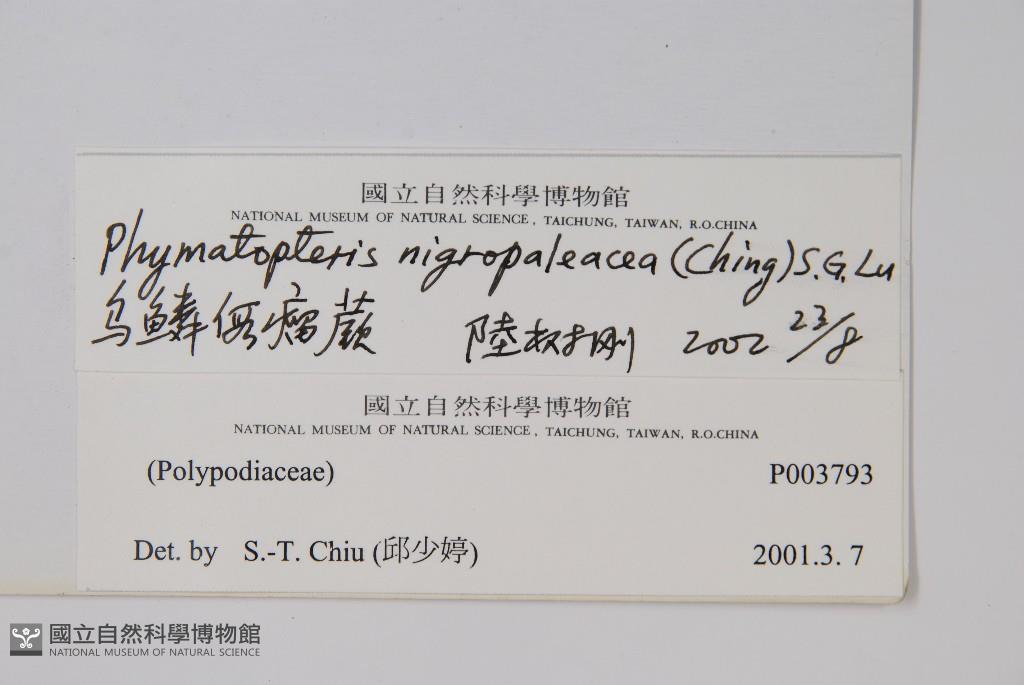 國立自然科學博物館
NATIONAL MUSEUM OF NATURAL SCIENCE, TAICHUNG, TAIWAN, R.O.CHINA
Phymatopteris nigropaleacea (Ching) S.G. Lu
乌鳞假瘤蕨 陸树刚 2002 23/8
國立自然科學博物館
NATIONAL MUSEUM OF NATURAL SCIENCE, TAICHUNG, TAIWAN, R.O.CHINA
(Polypodiaceae) P003793
Det. by S.-T. Chiu (邱少婷) 2001.3. 7
國立自然科學博物館
NATIONAL MUSEUM OF NATURAL SCIENCE